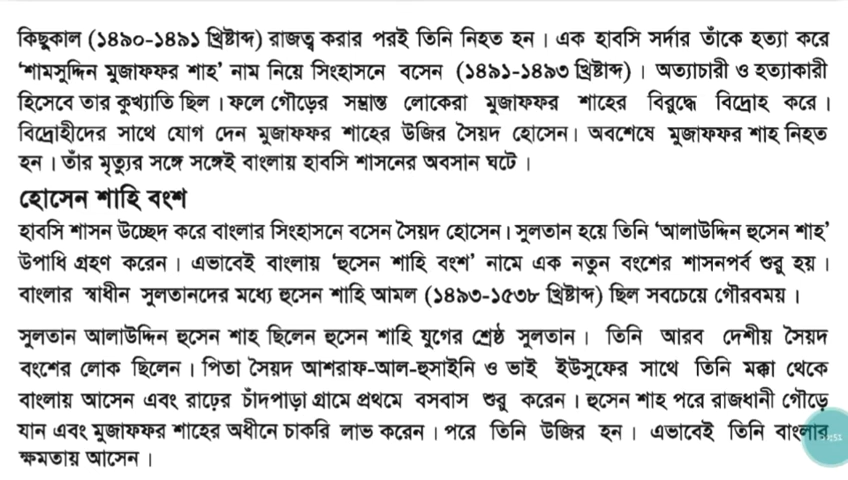 কিছুকাল (১৪৯০-১৪৯১ খ্রিষ্টাব্দ) রাজত্ব করার পরই তিনি নিহত হন । এক হাবসি সর্দার তাঁকে হত্যা করে
‘শামসুদ্দিন মুজাফফর শাহ’ নাম নিয়ে সিংহাসনে বসেন (১৪৯১-১৪৯৩ খ্রিষ্টাব্দ) । অত্যাচারী ও হত্যাকারী
হিসেবে তার কুখ্যাতি ছিল । ফলে গৌড়ের সম্ভ্রান্ত লোকেরা মুজাফফর শাহের বিরুদ্ধে বিদ্রোহ করে ।
বিদ্রোহীদের সাথে যোগ দেন মুজাফফর শাহের উজির সৈয়দ হোসেন। অবশেষে মুজাফফর শাহ নিহত
হন । তাঁর মৃত্যুর সঙ্গে সঙ্গেই বাংলায় হাবসি শাসনের অবসান ঘটে ।
হোসেন শাহি বংশ
হাবসি শাসন উচ্ছেদ করে বাংলার সিংহাসনে বসেন সৈয়দ হোসেন। সুলতান হয়ে তিনি ‘আলাউদ্দিন হুসেন শাহ’
উপাধি গ্রহণ করেন । এভাবেই বাংলায় ‘হুসেন শাহি বংশ’ নামে এক নতুন বংশের শাসনপর্ব শুরু হয় ।
বাংলার স্বাধীন সুলতানদের মধ্যে হুসেন শাহি আমল (১৪৯৩-১৫৩৮ খ্রিষ্টাব্দ) ছিল সবচেয়ে গৌরবময় ।
সুলতান আলাউদ্দিন হুসেন শাহ ছিলেন হুসেন শাহি যুগের শ্রেষ্ঠ সুলতান । তিনি আরব দেশীয় সৈয়দ
বংশের লোক ছিলেন । পিতা সৈয়দ আশরাফ-আল-হুসাইনি ও ভাই ইউসুফের সাথে তিনি মক্কা থেকে
বাংলায় আসেন এবং রাঢ়ের চাঁদপাড়া গ্রামে প্রথমে বসবাস শুরু করেন । হুসেন শাহ পরে রাজধানী গৌড়ে
যান এবং মুজাফফর শাহের অধীনে চাকরি লাভ করেন । পরে তিনি উজির হন । এভাবেই তিনি বাংলার
ক্ষমতায় আসেন ।